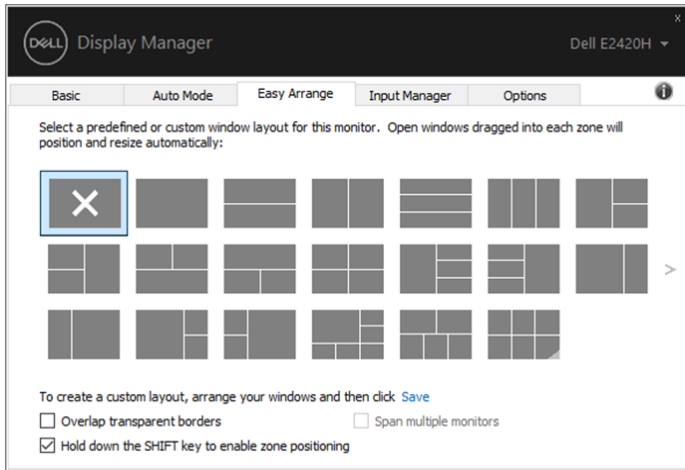 x
DELL Display Manager
Dell E2420H
Basic Auto Mode Easy Arrange Input Manager Options
Select a predefined or custom window layout for this monitor. Open windows dragged into each zone will
position and resize automatically:
To create a custom layout, arrange your windows and then click Save
Overlap transparent borders Span multiple monitors
Hold down the SHIFT key to enable zone positioning